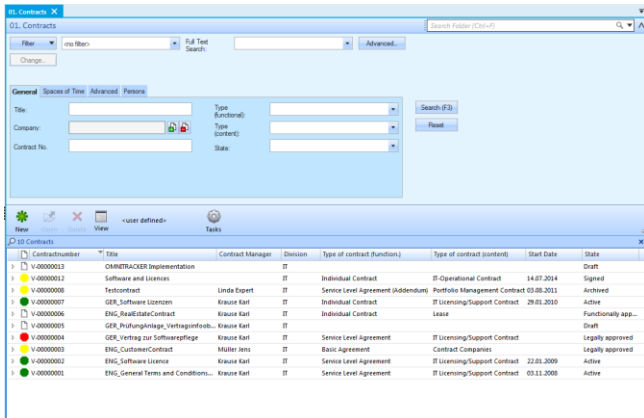 01. Contracts
01. Contracts Search Folder (Ctrl+F)
Filter <no filter> Full Text Search: Advanced...
Change...
General Spaces of Time Advanced Persons
Title: Type (functional): Search (F3)
Company: Type (content): Reset
Contract No. State:
New Open Delete View <user defined> Tasks
10 Contracts
Contractnumber Title Contract Manager Division Type of contract (function.) Type of contract (content) Start Date State
V-00000013 OMNITRACKER Implementation IT Draft
V-00000012 Software and Licences IT Individual Contract IT-Operational Contract 14.07.2014 Signed
V-00000008 Testcontract Linda Expert IT Service Level Agreement (Addendum) Portfolio Management Contract 03.08.2011 Archived
V-00000007 GER_Software Lizenzen Krause Karl IT Individual Contract IT Licensing/Support Contract 29.01.2010 Active
V-00000006 ENG_RealEstateContract Krause Karl IT Individual Contract Lease Functionally app...
V-00000005 GER_PrüfungAnlage_Vertragsinfoob... Krause Karl IT Draft
V-00000004 GER_Vertrag zur Softwarepflege Krause Karl IT Service Level Agreement IT Licensing/Support Contract Legally approved
V-00000003 ENG_CustomerContract Müller Jens IT Basic Agreement Contract Companies Legally approved
V-00000002 ENG_Software Licence Krause Karl IT Service Level Agreement IT Licensing/Support Contract 22.01.2009 Active
V-00000001 ENG_General Terms and Conditions... Krause Karl IT Service Level Agreement IT Licensing/Support Contract 03.11.2008 Active